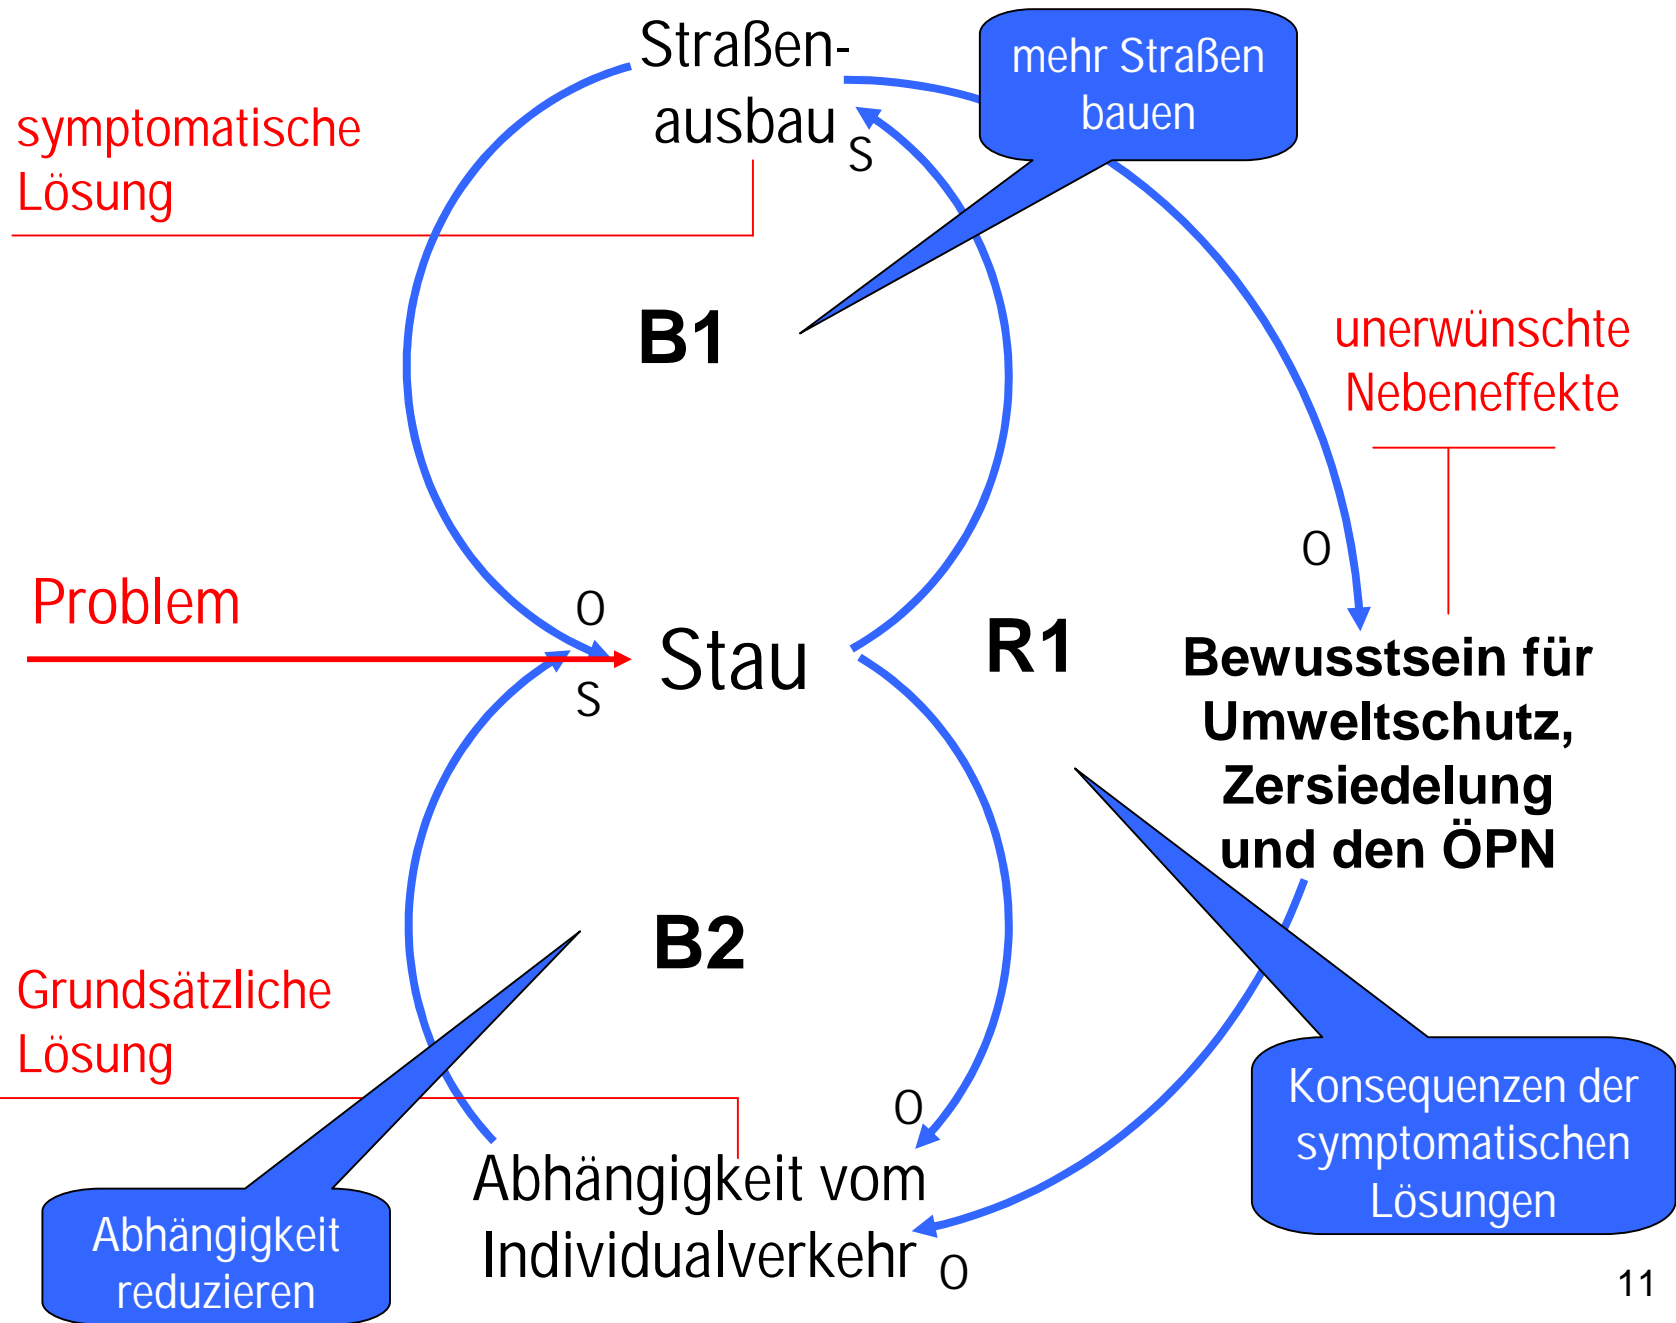 Straßen-
ausbau
S
mehr Straßen
bauen
symptomatische
Lösung
B1
unerwünschte
Nebeneffekte
O
Problem
O
S
Stau
R1
Bewusstsein für
Umweltschutz,
Zersiedelung
und den ÖPN
B2
Grundsätzliche
Lösung
O
Abhängigkeit vom
Individualverkehr
O
Konsequenzen der
symptomatischen
Lösungen
Abhängigkeit
reduzieren
11